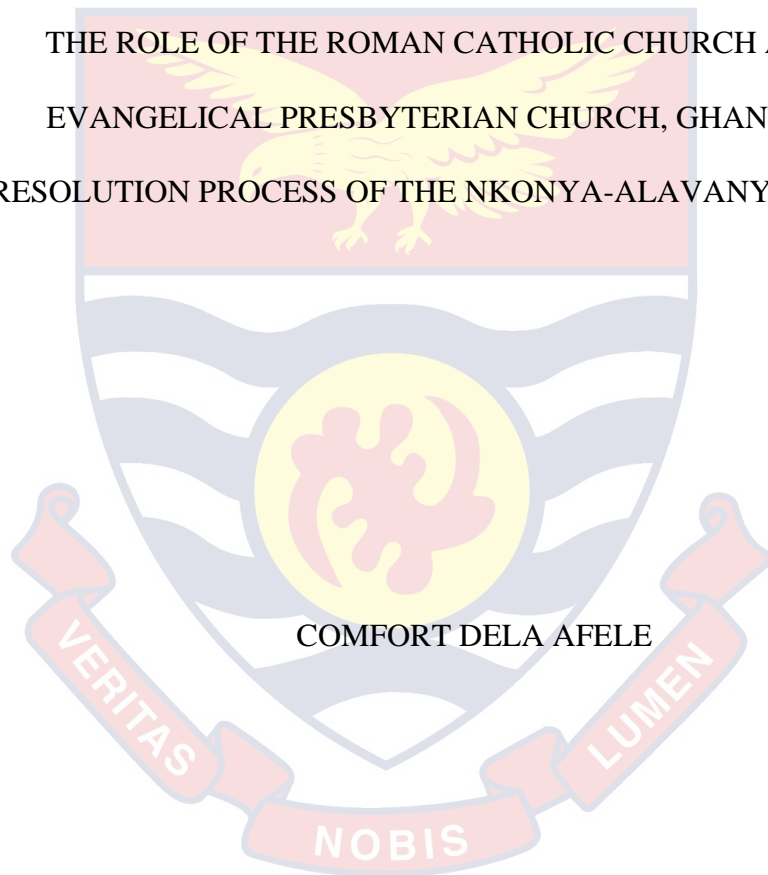 THE ROLE OF THE ROMAN CATHOLIC CHURCH
EVANGELICAL PRESBYTERIAN CHURCH, GHAN
RESOLUTION PROCESS OF THE NKONYA-ALAVANY
COMFORT DELA AFELE
VERITAS
NOBIS
LUMEN